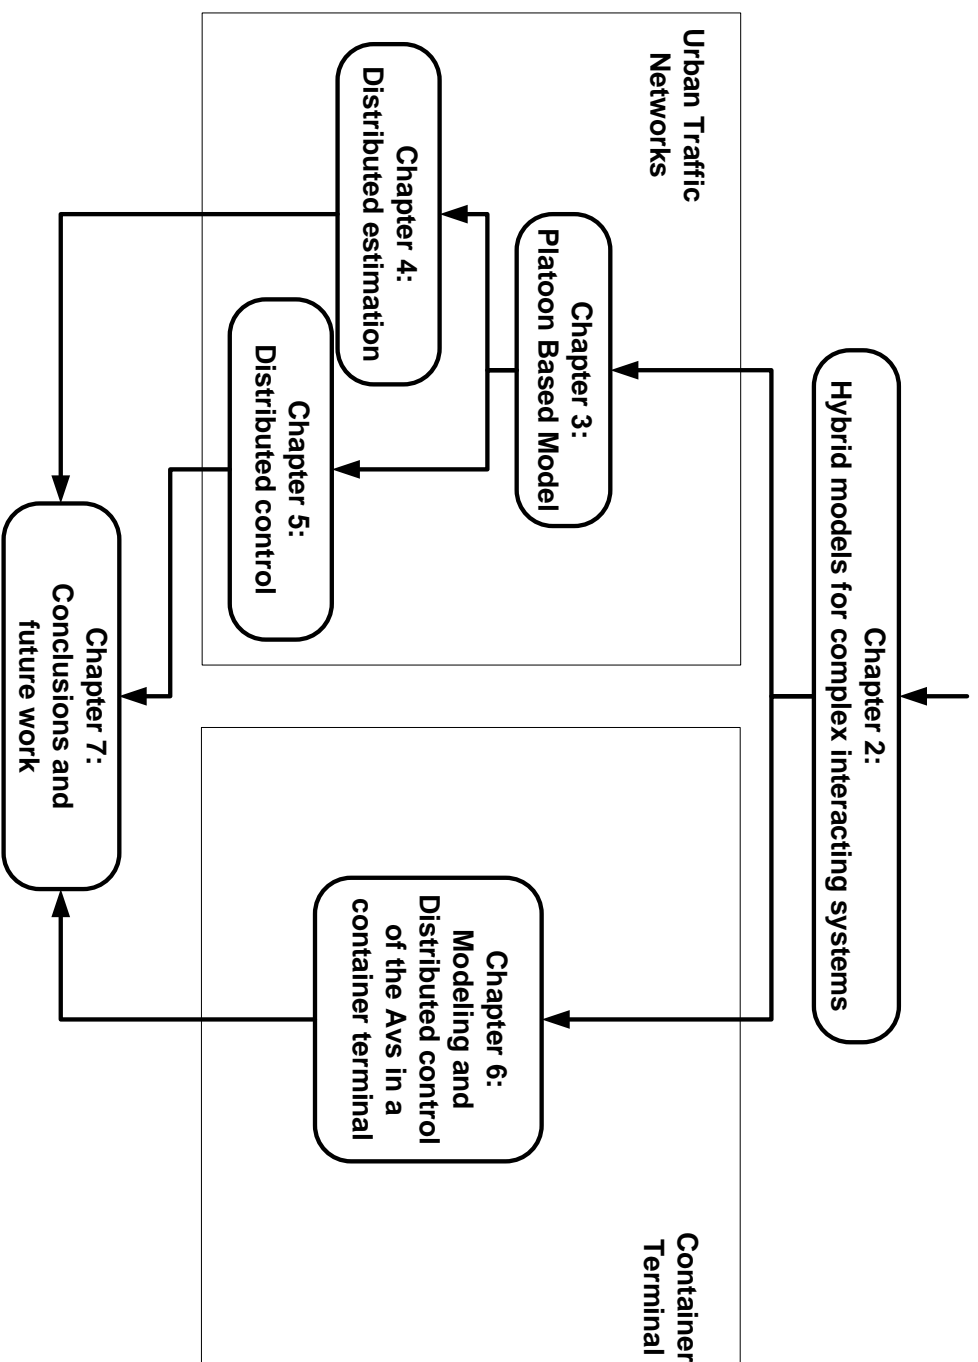 Chapter 2:
Hybrid models for complex interacting systems
Urban Traffic
Networks
Chapter 3:
Platoon Based Model
Chapter 4:
Distributed estimation
Chapter 5:
Distributed control
Container
Terminal
Chapter 6:
Modeling and
Distributed control
of the Avs in a
container terminal
Chapter 7:
Conclusions and
future work